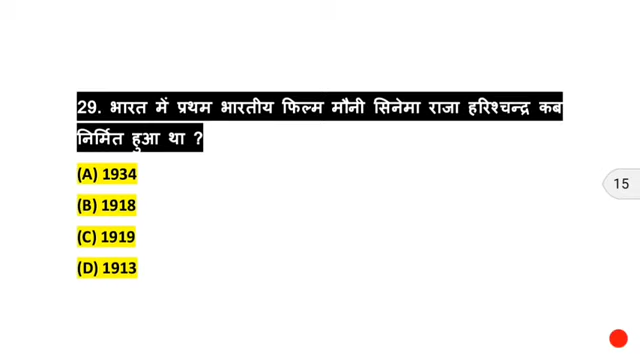 29. भारत में प्रथम भारतीय फिल्म मौनी सिनेमा राजा हरिश्चन्द्र कब
निर्मित हुआ था ?
(A) 1934
(B) 1918
(C) 1919
(D) 1913
15